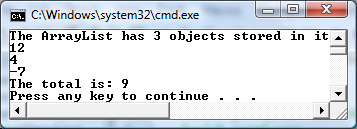 C:\Windows\system32\cmd.exe
The ArrayList has 3 objects stored in it
12
4
-7
The total is: 9
Press any key to continue . . .